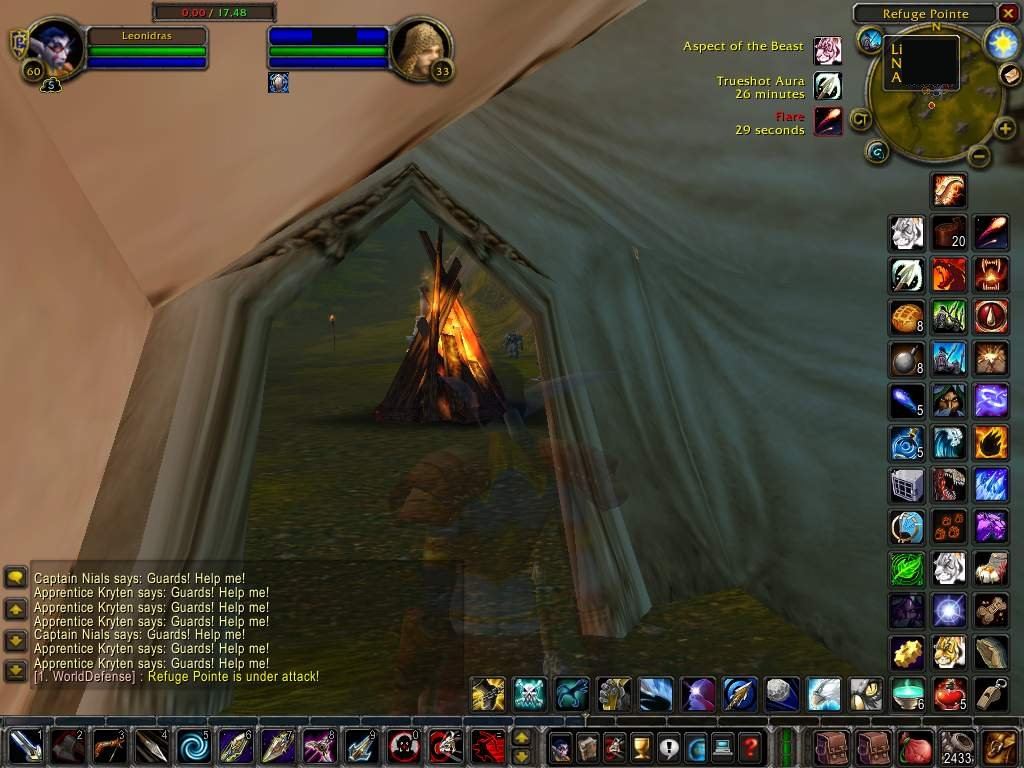 0.00 / 17.48
Leonidras
60
5
33
Aspect of the Beast
Trueshot Aura
26 minutes
Flare
29 seconds
Refuge Pointe
N
Li
N
A
CT
20
8
8
5
5
Captain Nials says: Guards! Help me!
Apprentice Kryten says: Guards! Help me!
Apprentice Kryten says: Guards! Help me!
Apprentice Kryten says: Guards! Help me!
Captain Nials says: Guards! Help me!
Apprentice Kryten says: Guards! Help me!
Apprentice Kryten says: Guards! Help me!
[1. WorldDefense] : Refuge Pointe is under attack!
6 5
1 2 3 4 5 6 7 8 9 0 - =
2433